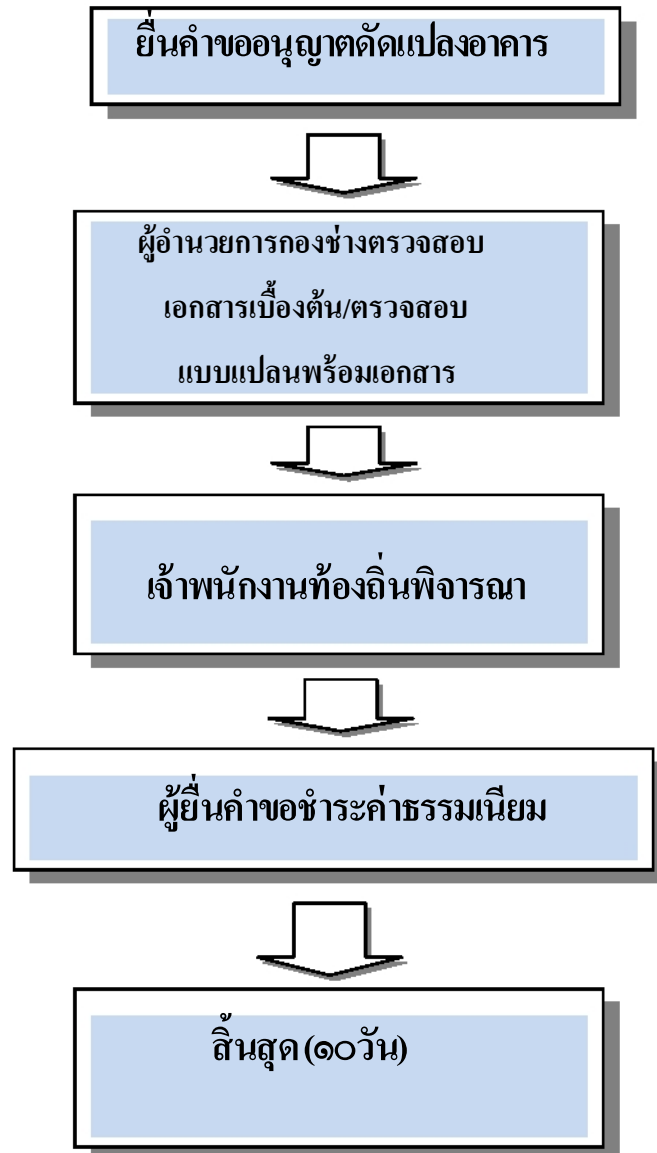 ยื่นคำขออนุญาตดัดแปลงอาคาร
ผู้อำนวยการกองช่างตรวจสอบ
เอกสารเบื้องต้น/ตรวจสอบ
แบบแปลนพร้อมเอกสาร
เจ้าพนักงานท้องถิ่นพิจารณา
ผู้ยื่นคำขอชำระค่าธรรมเนียม
สิ้นสุด (๑๐วัน)